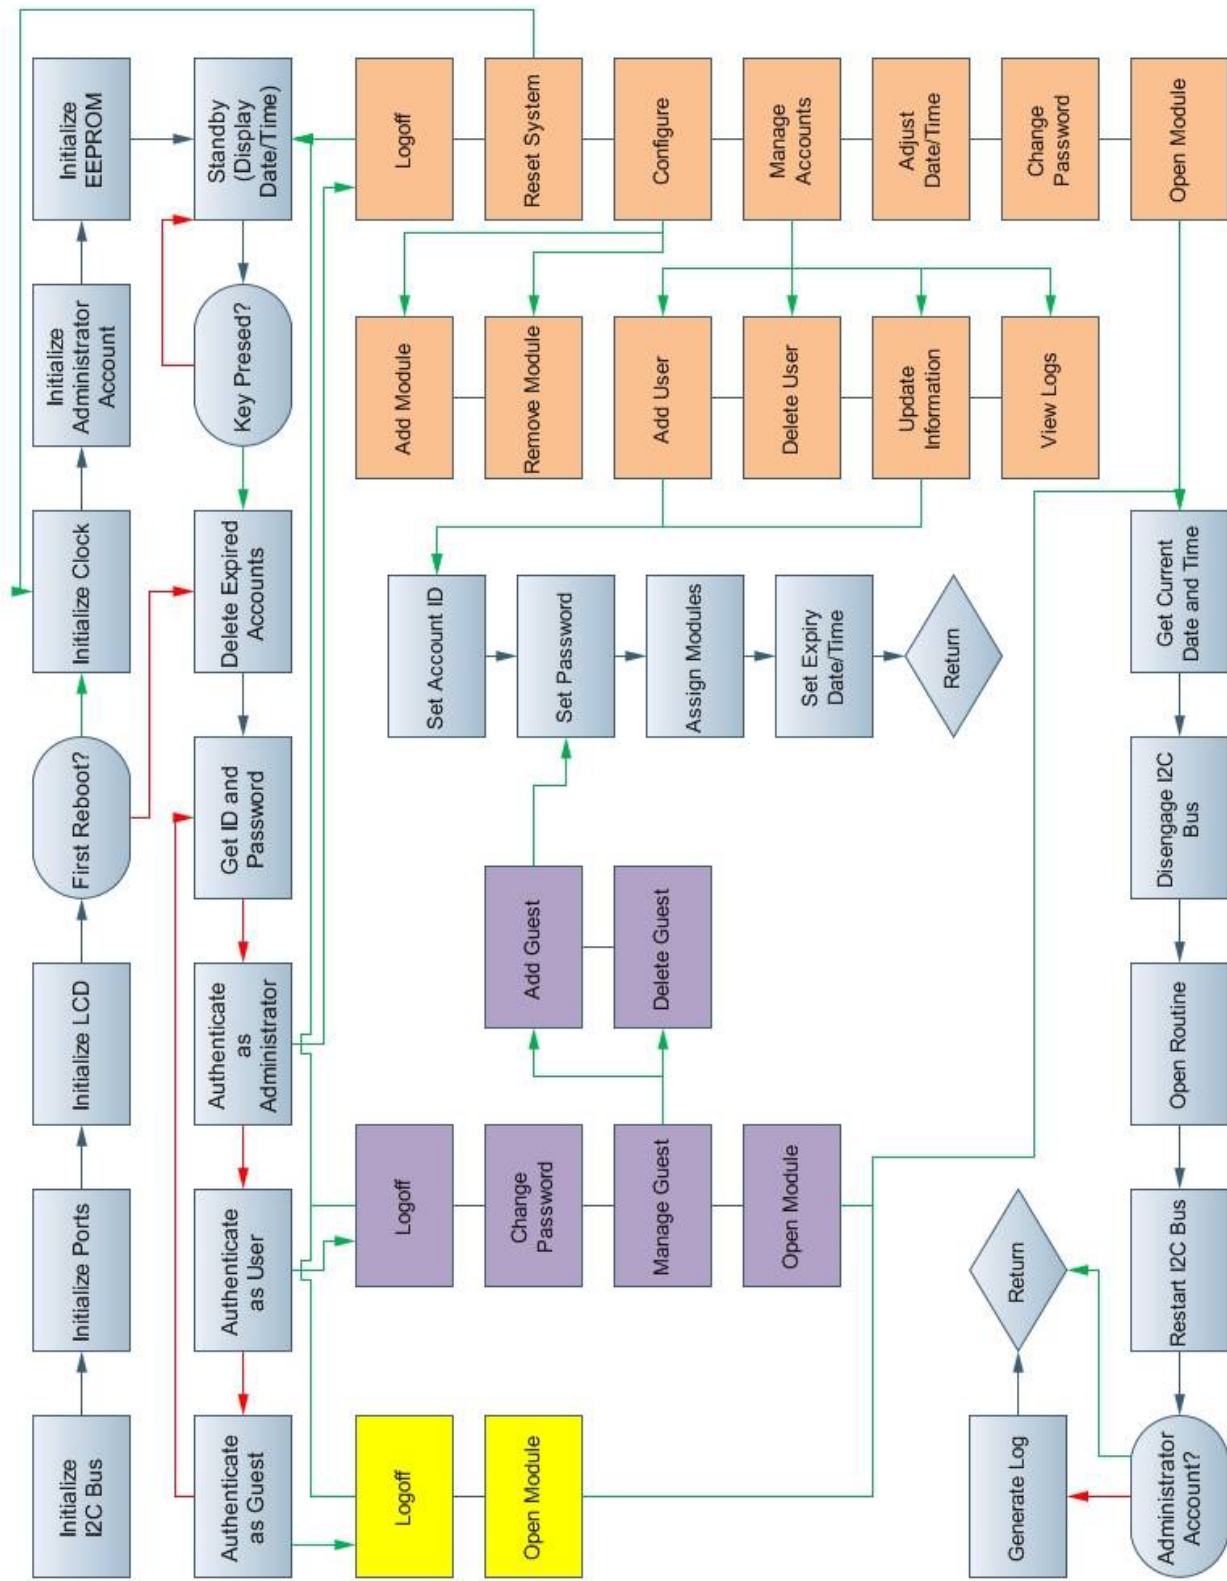 Initialize
I2C Bus
Initialize Ports
Initialize LCD
First Reboot?
Initialize Clock
Initialize
Administrator
Account
Initialize
EEPROM
Authenticate
as Guest
Authenticate
as User
Authenticate
as
Administrator
Get ID and
Password
Delete Expired
Accounts
Key Presed?
Standby
(Display
Date/Time)
Logoff
Open Module
Logoff
Change
Password
Manage Guest
Open Module
Add Guest
Delete Guest
Set Account ID
Set Password
Assign Modules
Set Expiry
Date/Time
Return
Add Module
Remove Module
Add User
Delete User
Update
Information
View Logs
Logoff
Reset System
Configure
Manage
Accounts
Adjust
Date/Time
Change
Password
Open Module
Generate Log
Return
Administrator
Account?
Restart I2C Bus
Open Routine
Disengage I2C
Bus
Get Current
Date and Time